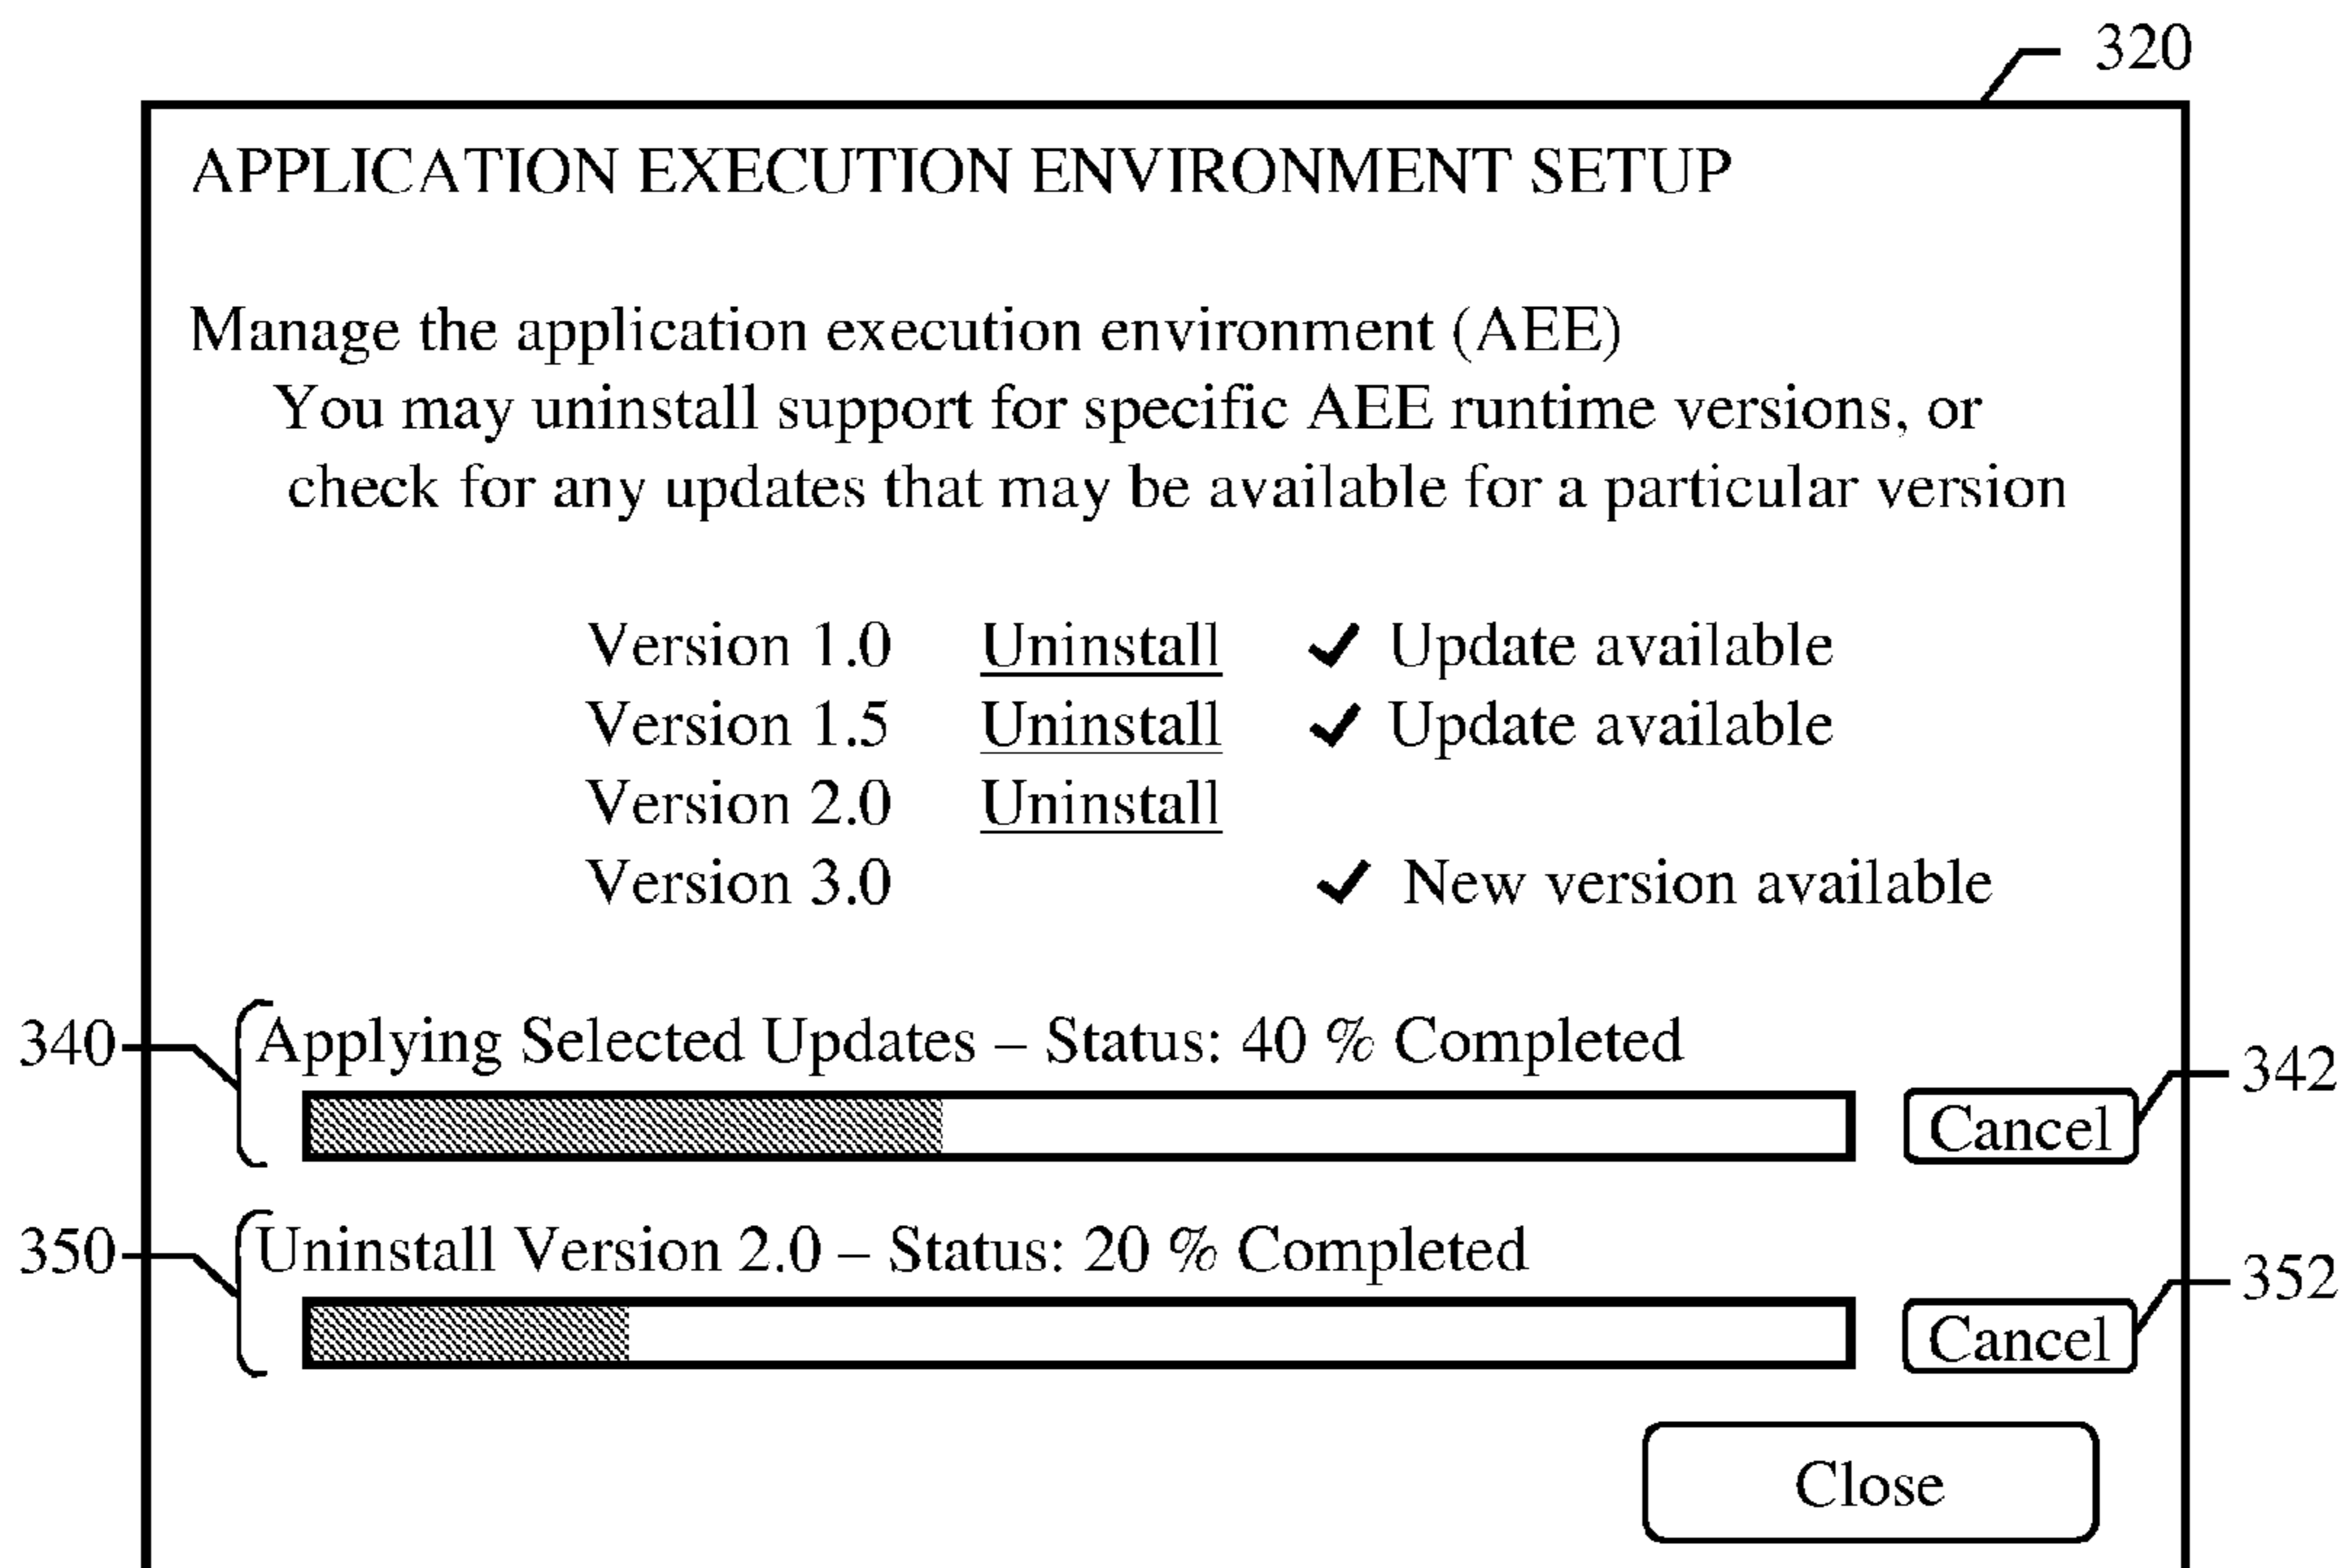 320
APPLICATION EXECUTION ENVIRONMENT SETUP
Manage the application execution environment (AEE)
You may uninstall support for specific AEE runtime versions, or
check for any updates that may be available for a particular version
Version 1.0 Uninstall ✓ Update available
Version 1.5 Uninstall ✓ Update available
Version 2.0 Uninstall
Version 3.0 ✓ New version available
340 Applying Selected Updates – Status: 40 % Completed
Cancel 342
350 Uninstall Version 2.0 – Status: 20 % Completed
Cancel 352
Close